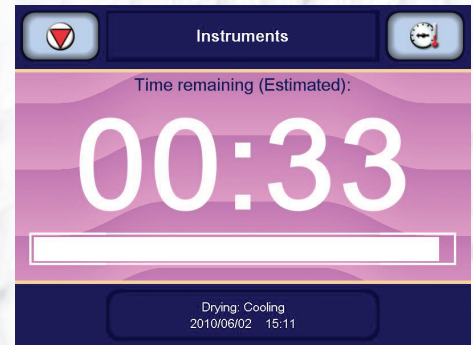 Instruments
Time remaining (Estimated):
00:33
Drying: Cooling
2010/06/02 15:11